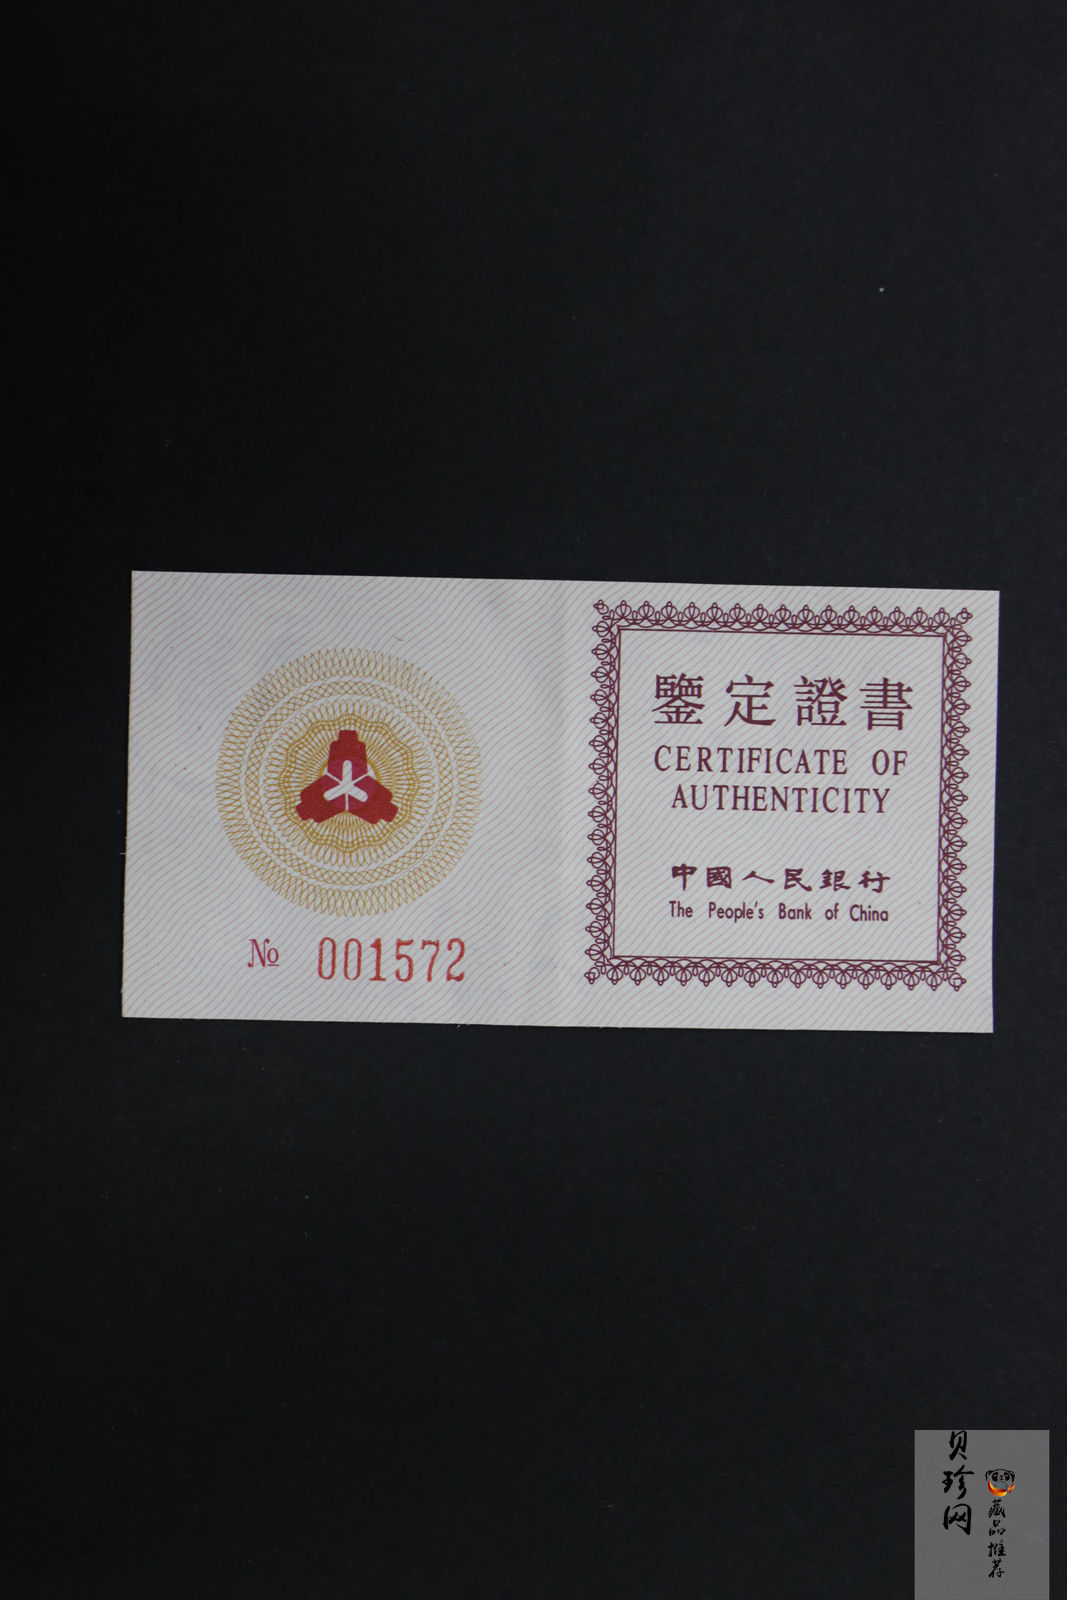 鑒定證書
CERTIFICATE OF
AUTHENTICITY
中國人民銀行
The People's Bank of China
№ 001572
贝珍网
藏品推荐